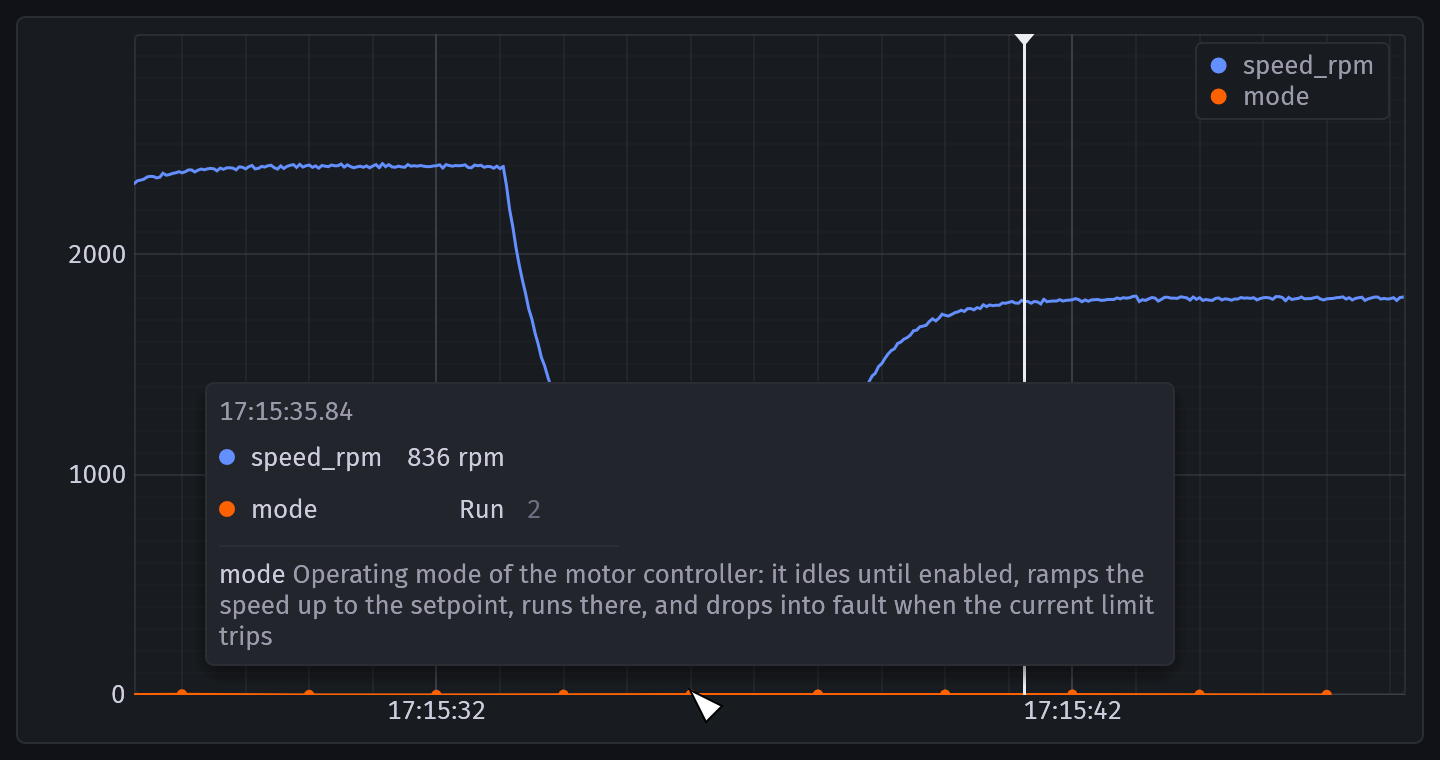 speed_rpm
mode
2000
1000
0
17:15:35.84
speed_rpm 836 rpm
mode Run 2
mode Operating mode of the motor controller: it idles until enabled, ramps the
speed up to the setpoint, runs there, and drops into fault when the current limit
trips
17:15:32
17:15:42